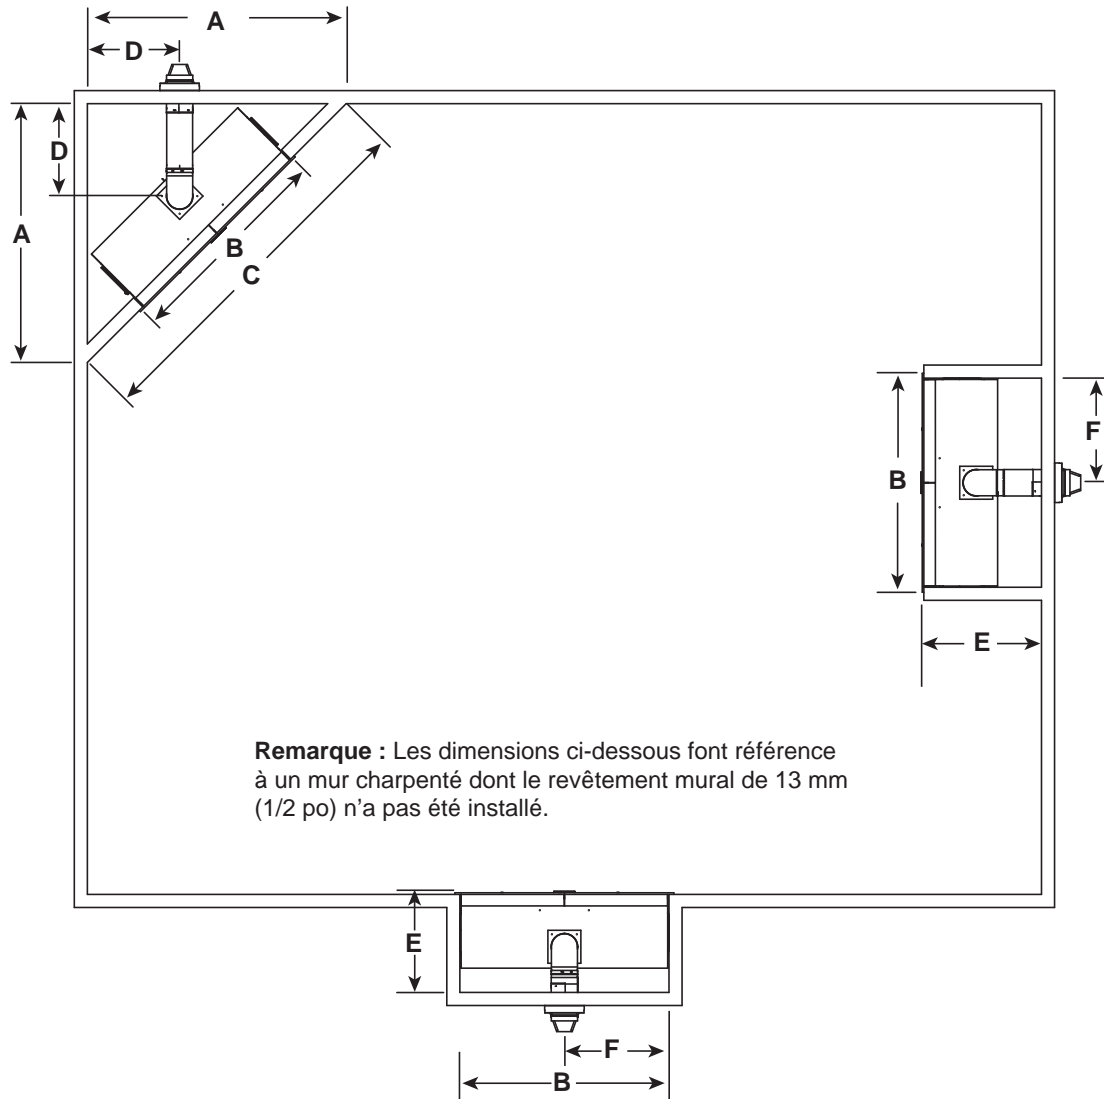 A
D
D
A
B
C
F
B
E
Remarque : Les dimensions ci-dessous font référence
à un mur charpenté dont le revêtement mural de 13 mm
(1/2 po) n'a pas été installé.
E
F
B